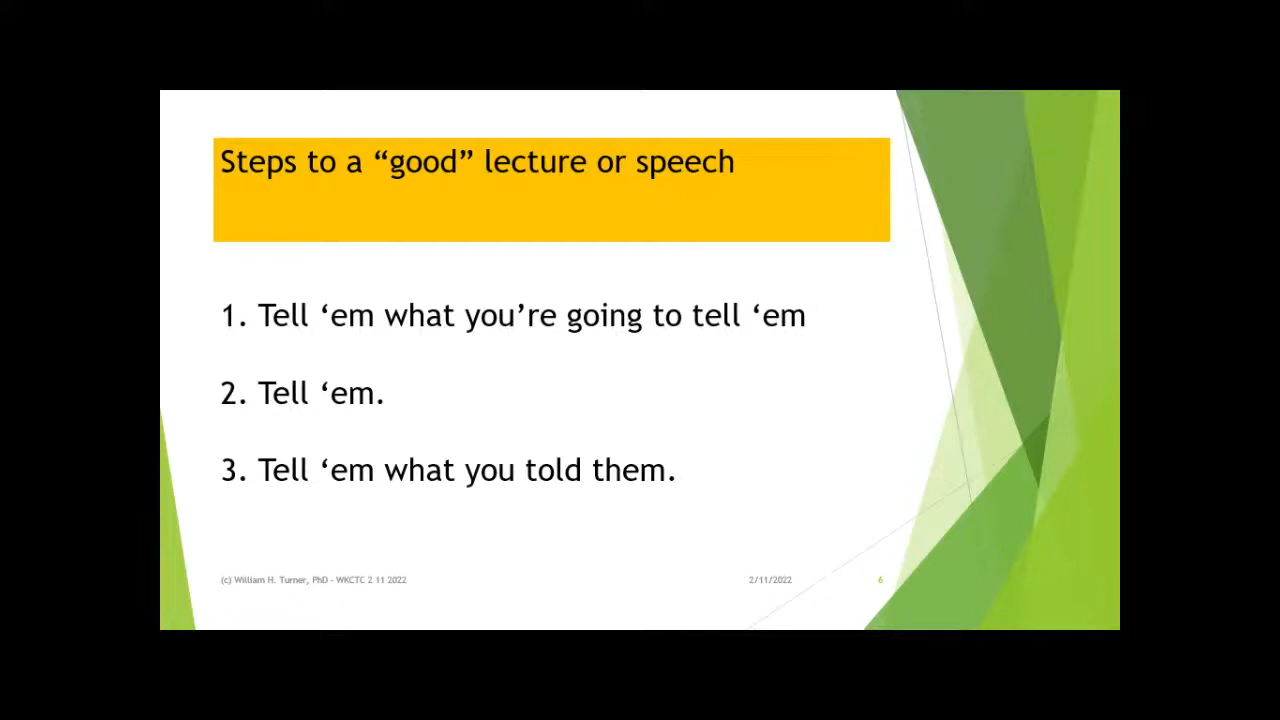 Steps to a “good” lecture or speech
1. Tell ‘em what you’re going to tell ‘em
2. Tell ‘em.
3. Tell ‘em what you told them.
(c) William H. Turner, PhD - WKCTC 2 11 2022
2/11/2022
6